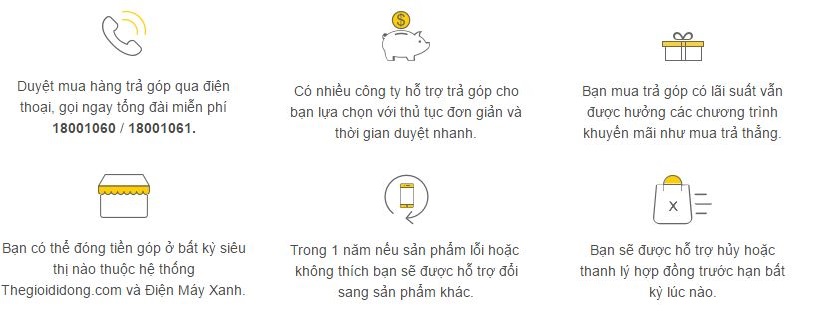 Duyệt mua hàng trả góp qua điện
thoại, gọi ngay tổng đài miễn phí
18001060 / 18001061.
Có nhiều công ty hỗ trợ trả góp cho
bạn lựa chọn với thủ tục đơn giản và
thời gian duyệt nhanh.
Bạn mua trả góp có lãi suất vẫn
được hưởng các chương trình
khuyến mãi như mua trả thẳng.
Bạn có thể đóng tiền góp ở bất kỳ siêu
thị nào thuộc hệ thống
Thegioididong.com và Điện Máy Xanh.
Trong 1 năm nếu sản phẩm lỗi hoặc
không thích bạn sẽ được hỗ trợ đổi
sang sản phẩm khác.
X
Bạn sẽ được hỗ trợ hủy hoặc
thanh lý hợp đồng trước hạn bất
kỳ lúc nào.